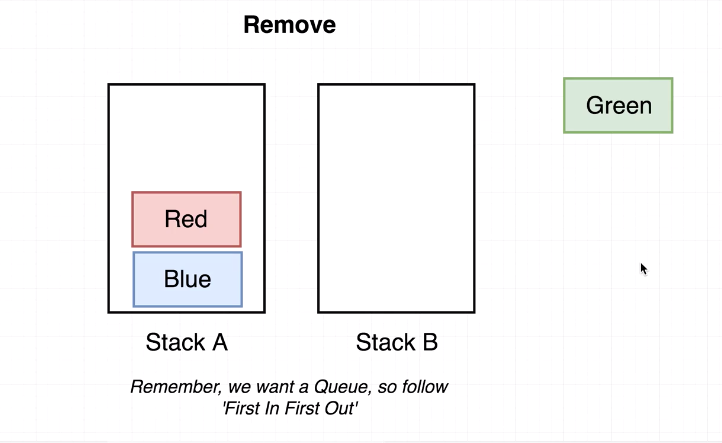 Remove
Green
Red
Blue
Stack A
Stack B
Remember, we want a Queue, so follow
'First In First Out'